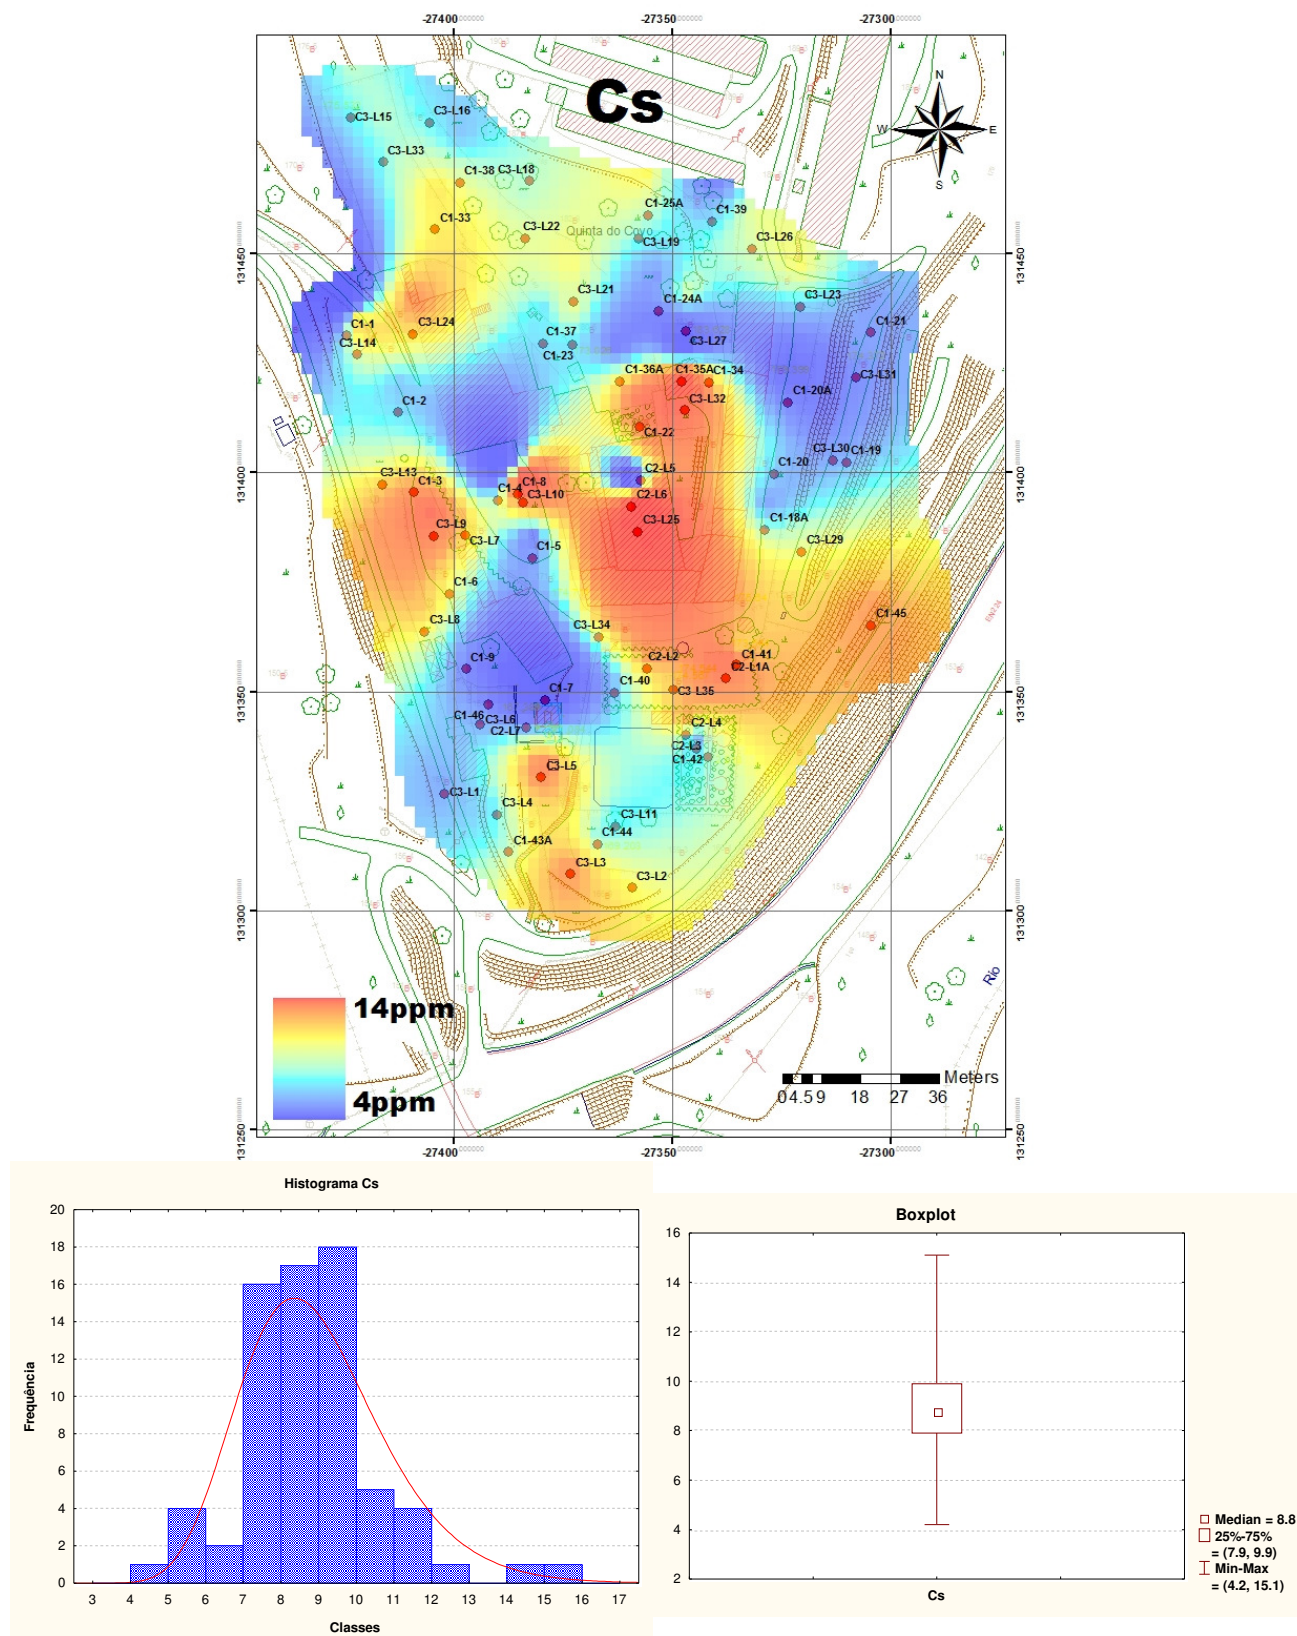 -27400 -27350 -27300
Cs
N
W E
S
C3-L15
C3-L16
C3-L33
C1-38 C3-L18
C1-33
C1-25A
C1-39
C3-L22
Quinta do Covo
C3-L19
C3-L26
131450
131450
C3-L21
C1-24A
C3-L23
C1-1
C3-L24
C1-37
C3-L27
C1-21
C3-L14
C1-23
C1-36A C1-35A C1-34
C3-L31
C1-2
C3-L32
C1-20A
C1-22
C3-L30 C1-19
131400
131400
C3-L13
C1-3
C1-4 C1-8
C2-L5
C1-20
C3-L10
C2-L6
C3-L9
C3-L25
C1-18A
C3-L7
C1-5
C3-L29
C1-6
C3-L8
C3-L34
C1-45
C1-9
C2-L2
C1-41
C2-L1A
C1-7
C1-40
C3-L35
131350
131350
C1-46 C3-L6
C2-L7
C2-L4
C2-L3
C1-42
C3-L5
C3-L1
C3-L4
C3-L11
C1-44
C1-43A
C3-L3
C3-L2
131300
131300
Rio
14ppm
4ppm
Meters
0 4.5 9 18 27 36
131250
131250
-27400 -27350 -27300
Histograma Cs
20
18
16
14
12
10
8
6
4
2
0
Frequência
3 4 5 6 7 8 9 10 11 12 13 14 15 16 17
Classes
Boxplot
16
14
12
10
8
6
4
2
Cs
Median = 8.8
25%-75%
= (7.9, 9.9)
Min-Max
= (4.2, 15.1)